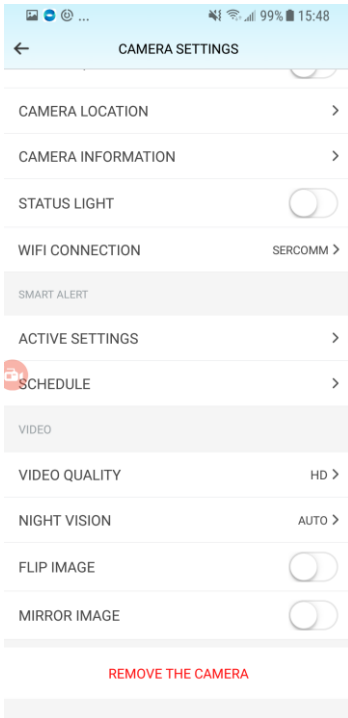 ... 99% 15:48
CAMERA SETTINGS
CAMERA LOCATION
CAMERA INFORMATION
STATUS LIGHT
WIFI CONNECTION SERCOMM
SMART ALERT
ACTIVE SETTINGS
SCHEDULE
VIDEO
VIDEO QUALITY HD
NIGHT VISION AUTO
FLIP IMAGE
MIRROR IMAGE
REMOVE THE CAMERA